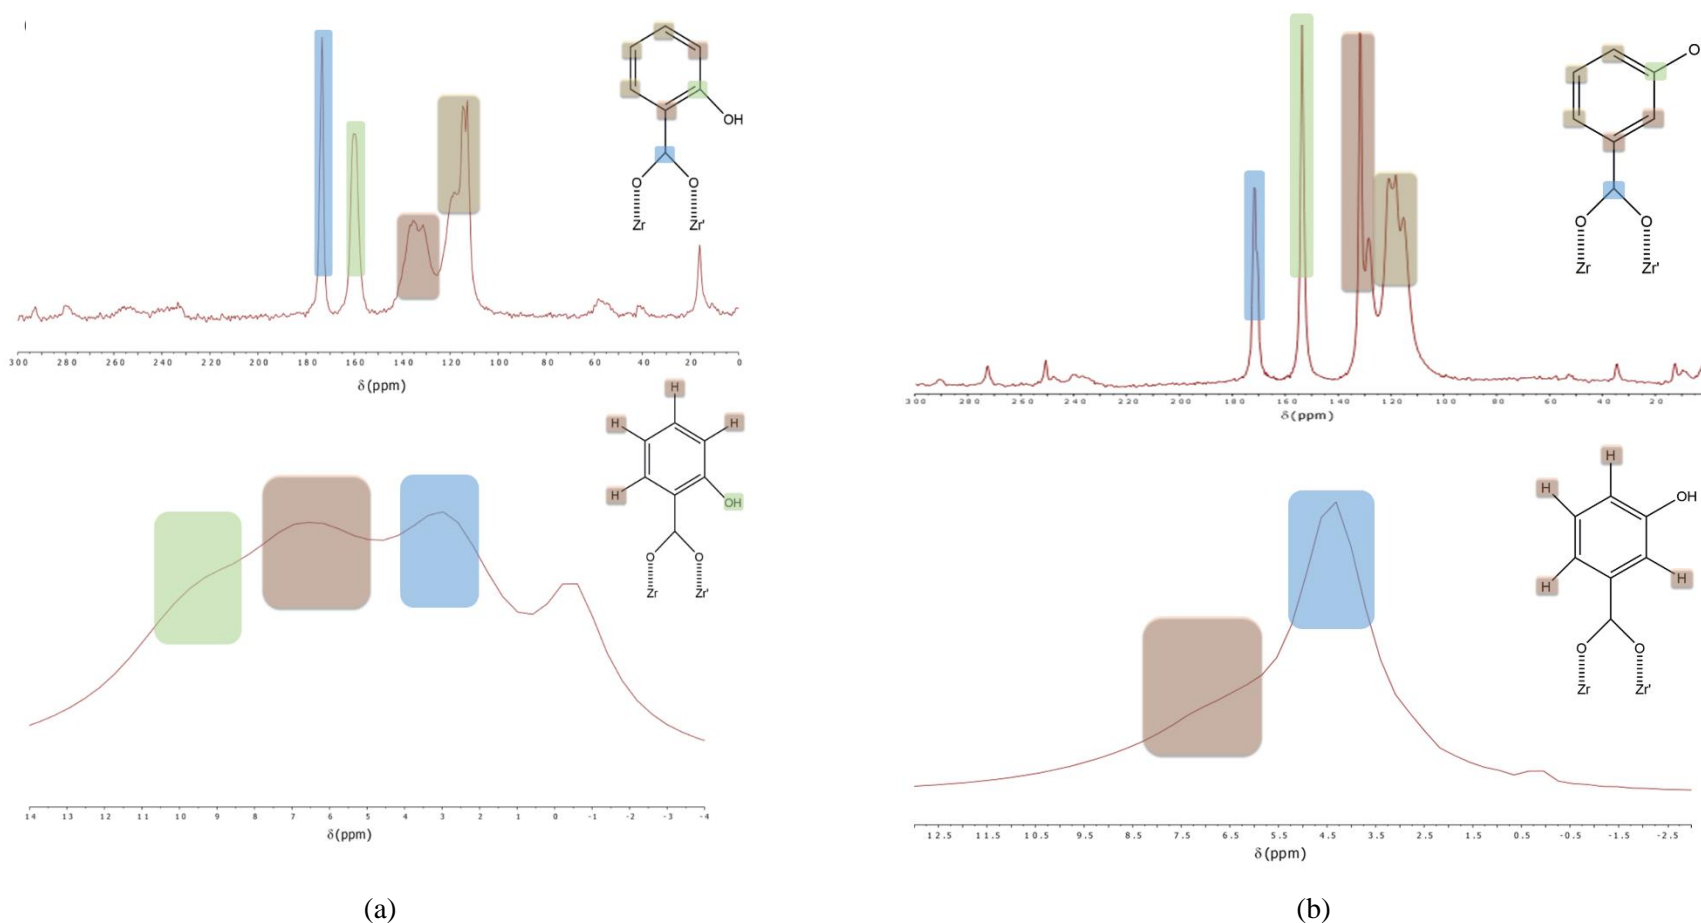 OH
O
O
Zr
Zr'
300 280 260 240 220 200 180 160 140 120 100 80 60 40 20 0
δ(ppm)
H
H
H
H
OH
O
O
Zr
Zr'
14 13 12 11 10 9 8 7 6 5 4 3 2 1 0 -1 -2 -3 -4
δ(ppm)
(a)
O
O
O
Zr
Zr'
300 280 260 240 220 200 180 160 140 120 100 80 60 40 20
δ(ppm)
H
H
OH
H
H
O
O
Zr
Zr'
12.5 11.5 10.5 9.5 8.5 7.5 6.5 5.5 4.5 3.5 2.5 1.5 0.5 -0.5 -1.5 -2.5
δ(ppm)
(b)